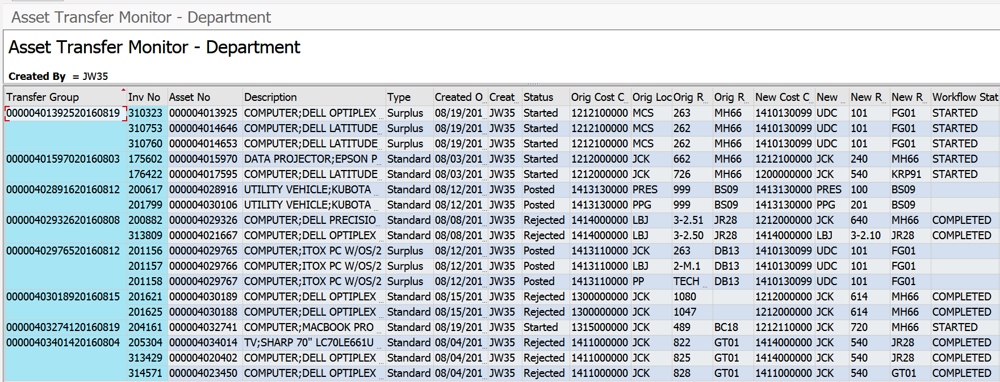 Asset Transfer Monitor - Department
Asset Transfer Monitor - Department
Created By = JW35
Transfer Group Inv No Asset No Description Type Created O.. Creat.. Status Orig Cost C.. Orig Loc Orig R.. Orig R.. New Cost C.. New .. New R.. New R.. Workflow Stat
00000401392520160819 310323 000004013925 COMPUTER;DELL OPTIPLEX .. Surplus 08/19/201.. JW35 Started 1212100000 MCS 263 MH66 1410130099 UDC 101 FG01 STARTED
310753 000004014646 COMPUTER;DELL LATITUDE.. Surplus 08/19/201.. JW35 Started 1212100000 MCS 262 MH66 1410130099 UDC 101 FG01 STARTED
310760 000004014653 COMPUTER;DELL LATITUDE.. Surplus 08/19/201.. JW35 Started 1212100000 MCS 262 MH66 1410130099 UDC 101 FG01 STARTED
00000401597020160803 175602 000004015970 DATA PROJECTOR;EPSON P.. Standard 08/03/201.. JW35 Started 1212000000 JCK 662 MH66 1212100000 JCK 240 MH66 STARTED
176422 000004017595 COMPUTER;DELL LATITUDE.. Standard 08/03/201.. JW35 Started 1212000000 JCK 726 MH66 1200000000 JCK 540 KRP91 STARTED
00000402891620160812 200617 000004028916 UTILITY VEHICLE;KUBOTA .. Standard 08/12/201.. JW35 Posted 1413130000 PRES 999 BS09 1413130000 PRES 100 BS09
201799 000004030106 UTILITY VEHICLE;KUBOTA .. Standard 08/12/201.. JW35 Posted 1413130000 PPG 999 BS09 1413130000 PPG 201 BS09
00000402932620160808 200882 000004029326 COMPUTER;DELL PRECISIO.. Standard 08/08/201.. JW35 Rejected 1414000000 LBJ 3-2.51 JR28 1212000000 JCK 640 MH66 COMPLETED
313809 000004021667 COMPUTER;DELL OPTIPLEX .. Standard 08/08/201.. JW35 Rejected 1414000000 LBJ 3-2.50 JR28 1414000000 LBJ 3-2.10 JR28 COMPLETED
00000402976520160812 201156 000004029765 COMPUTER;ITOX PC W/OS/2 Surplus 08/12/201.. JW35 Posted 1413110000 JCK 263 DB13 1410130099 UDC 101 FG01
201157 000004029766 COMPUTER;ITOX PC W/OS/2 Surplus 08/12/201.. JW35 Posted 1413110000 LBJ 2-M.1 DB13 1410130099 UDC 101 FG01
201158 000004029767 COMPUTER;ITOX PC W/OS/2 Surplus 08/12/201.. JW35 Posted 1413110000 PP TECH .. DB13 1410130099 UDC 101 FG01
00000403018920160815 201621 000004030189 COMPUTER;DELL OPTIPLEX .. Standard 08/15/201.. JW35 Rejected 1300000000 JCK 1080 1212000000 JCK 614 MH66 COMPLETED
201625 000004030188 COMPUTER;DELL OPTIPLEX .. Standard 08/15/201.. JW35 Rejected 1300000000 JCK 1047 1212000000 JCK 614 MH66 COMPLETED
00000403274120160819 204161 000004032741 COMPUTER;MACBOOK PRO .. Standard 08/19/201.. JW35 Started 1315000000 JCK 489 BC18 1212110000 JCK 720 MH66 STARTED
00000403401420160804 205304 000004034014 TV;SHARP 70" LC70LE661U .. Standard 08/04/201.. JW35 Rejected 1411000000 JCK 822 GT01 1414000000 JCK 540 JR28 COMPLETED
313429 000004020402 COMPUTER;DELL OPTIPLEX .. Standard 08/04/201.. JW35 Rejected 1411000000 JCK 825 GT01 1414000000 JCK 540 JR28 COMPLETED
314571 000004023450 COMPUTER;DELL OPTIPLEX .. Standard 08/04/201.. JW35 Rejected 1411000000 JCK 828 GT01 1411000000 JCK 540 GT01 COMPLETED